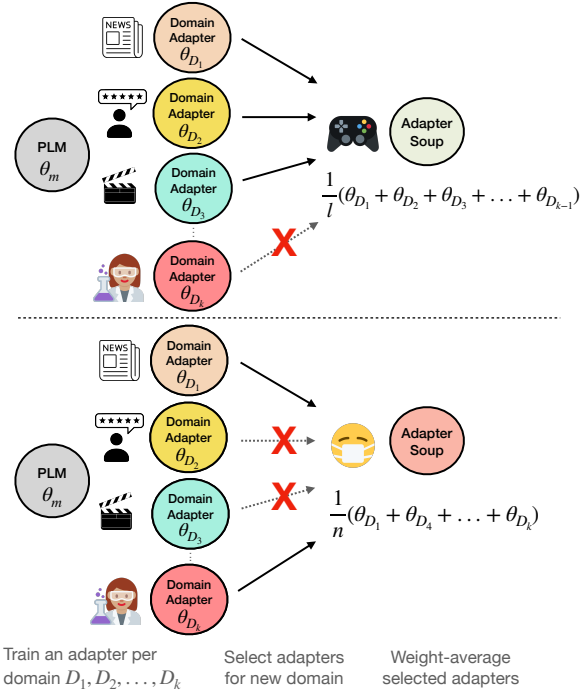 NEWS
Domain
Adapter
θ_{D_1}
Domain
Adapter
θ_{D_2}
PLM
θ_m
Domain
Adapter
θ_{D_3}
Domain
Adapter
θ_{D_k}
X
Adapter
Soup
\frac{1}{l}(θ_{D_1} + θ_{D_2} + θ_{D_3} + … + θ_{D_{k−1}})
NEWS
Domain
Adapter
θ_{D_1}
Domain
Adapter
θ_{D_2}
PLM
θ_m
Domain
Adapter
θ_{D_3}
Domain
Adapter
θ_{D_k}
X
X
Adapter
Soup
\frac{1}{n}(θ_{D_1} + θ_{D_4} + … + θ_{D_k})
Train an adapter per
domain D_1, D_2, …, D_k
Select adapters
for new domain
Weight-average
selected adapters